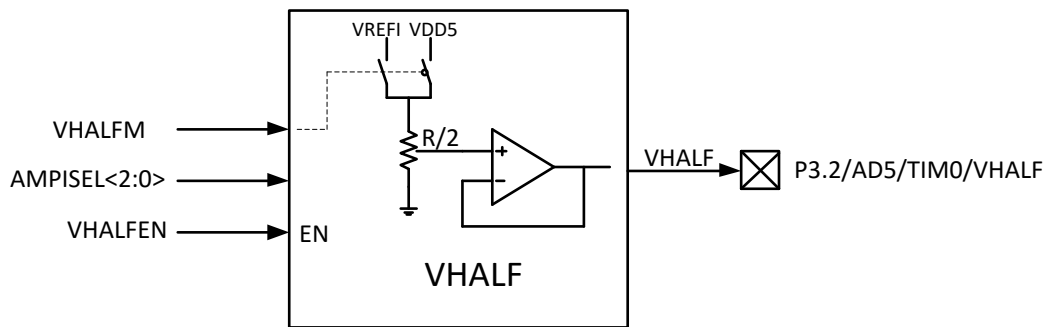 VREFI VDD5
VHALFM
R/2
+
VHALF
P3.2/AD5/TIM0/VHALF
AMPISEL<2:0>
−
VHALFEN
EN
VHALF